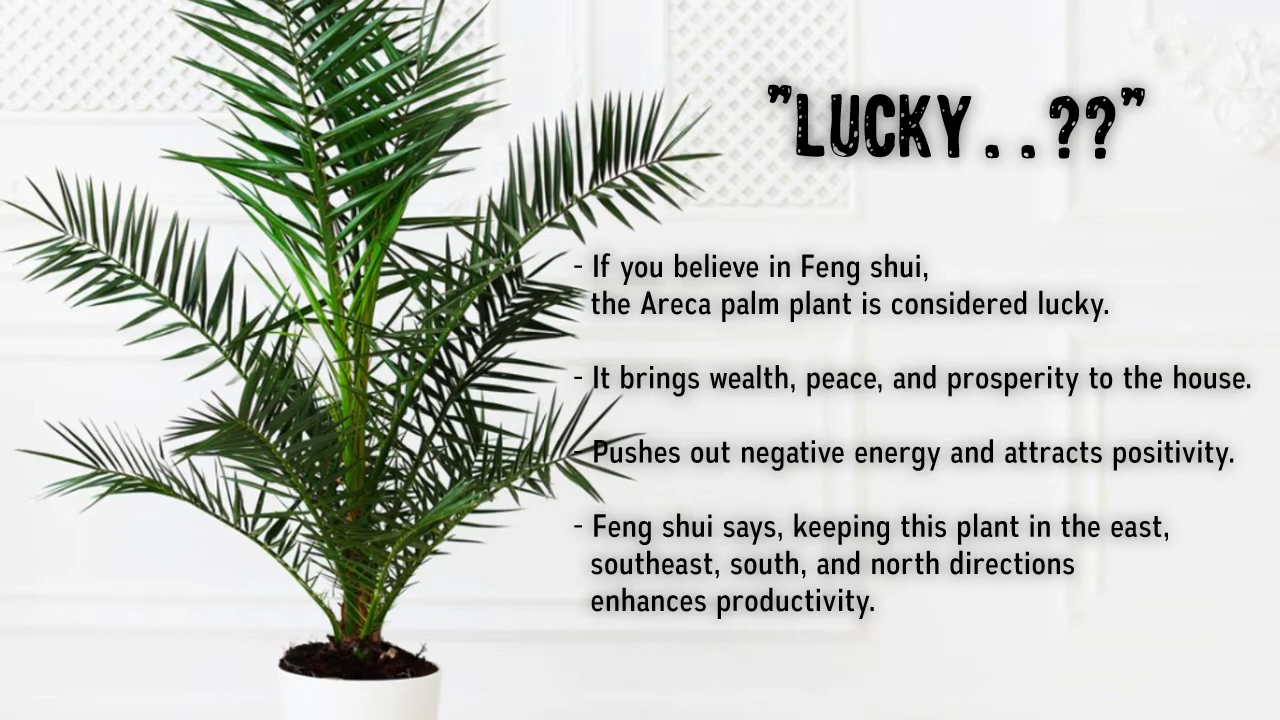 "LUCKY..??"
- If you believe in Feng shui,
the Areca palm plant is considered lucky.
- It brings wealth, peace, and prosperity to the house.
- Pushes out negative energy and attracts positivity.
- Feng shui says, keeping this plant in the east,
southeast, south, and north directions
enhances productivity.